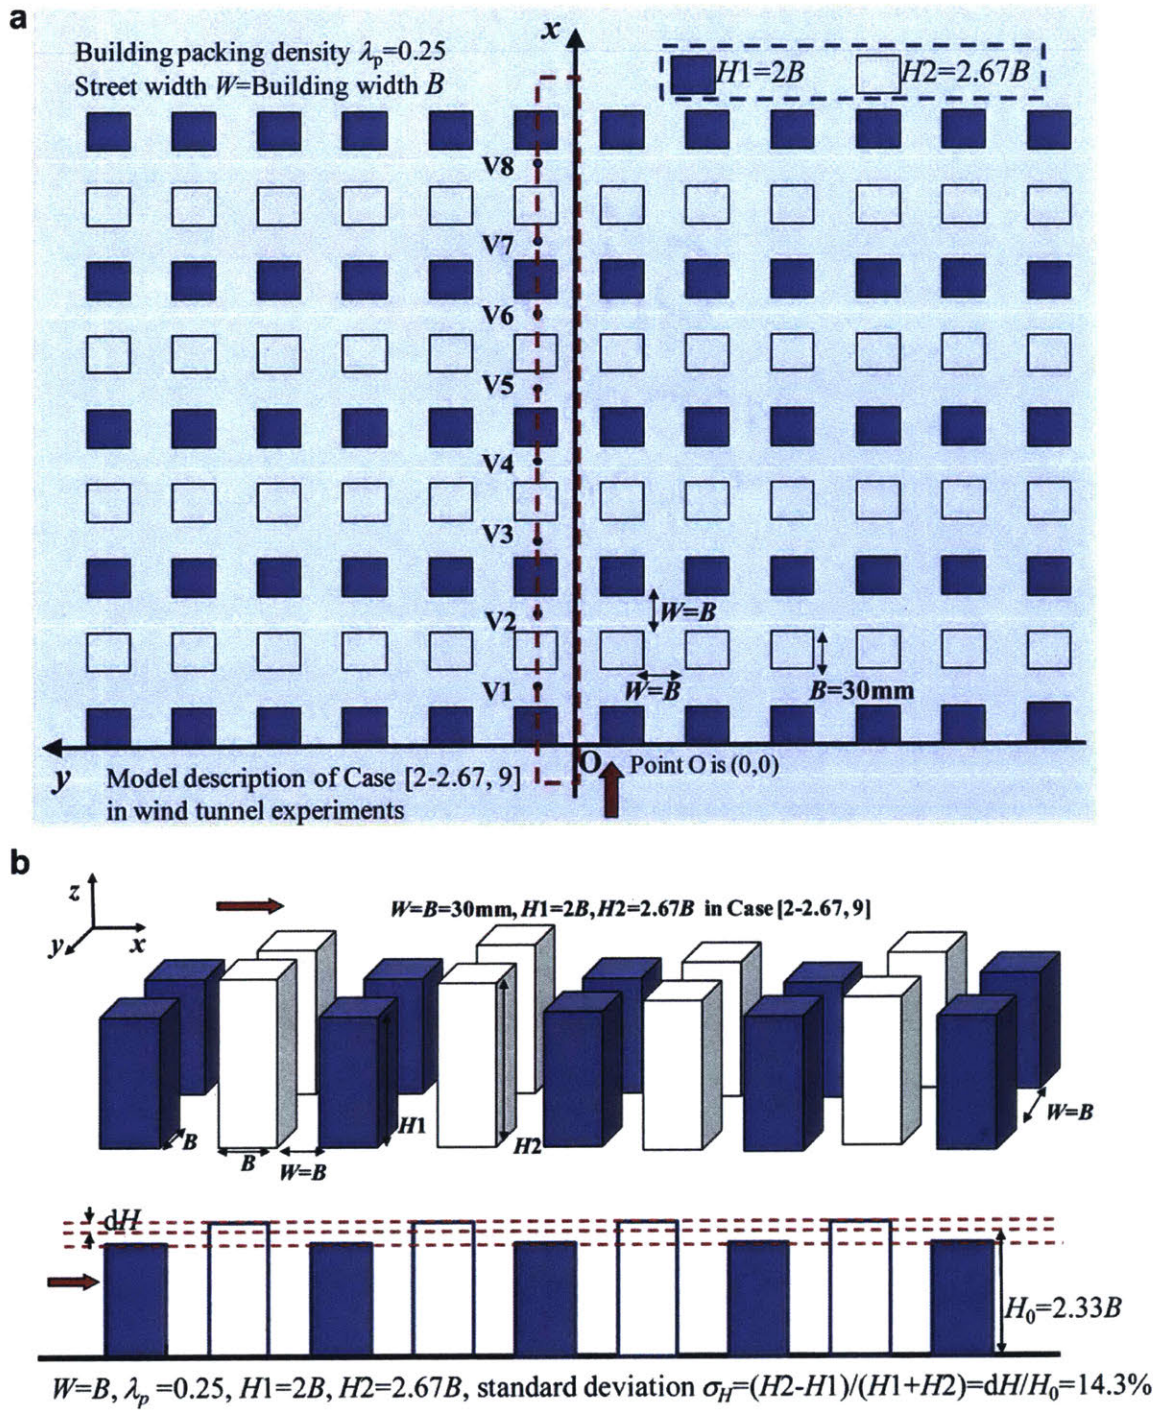 a
x
Building packing density λp=0.25
Street width W=Building width B
H1=2B
H2=2.67B
V8
V7
V6
V5
V4
V3
V2
W=B
V1
W=B
B=30mm
O
Point O is (0,0)
y
Model description of Case [2-2.67, 9]
in wind tunnel experiments
b
z
y
x
W=B=30mm, H1=2B, H2=2.67B in Case [2-2.67, 9]
B
B
W=B
H1
H2
W=B
dH
H0=2.33B
W=B, λp =0.25, H1=2B, H2=2.67B, standard deviation σH=(H2-H1)/(H1+H2)=dH/H0=14.3%